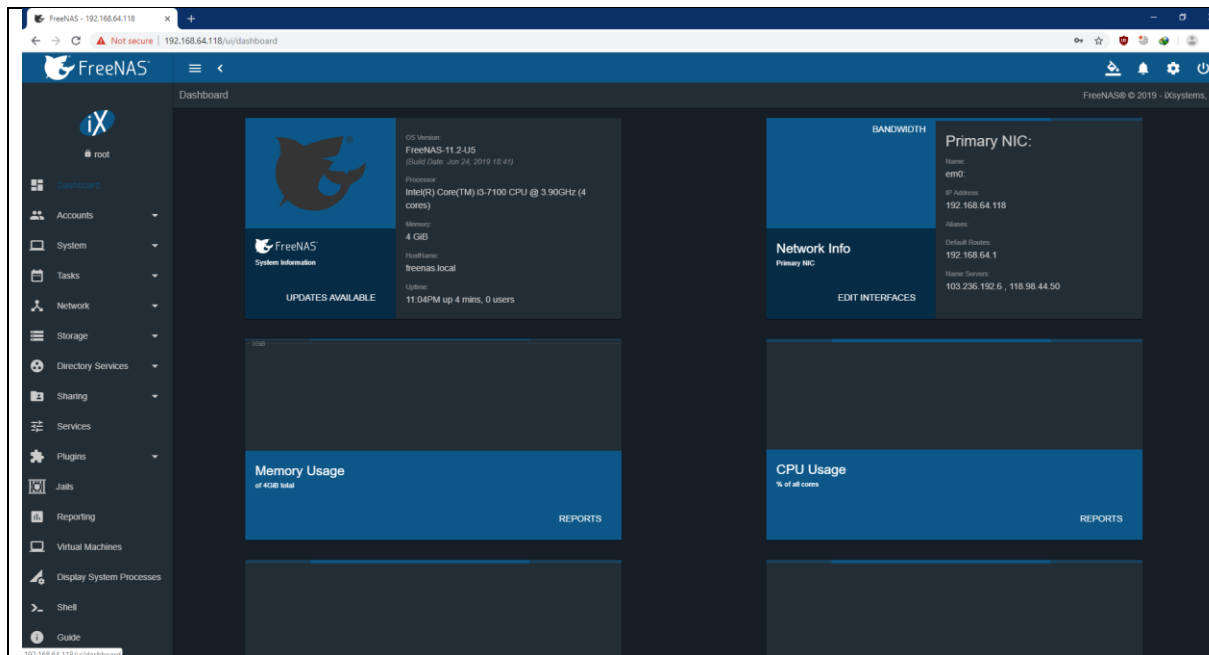 FreeNAS - 192.168.64.118
Not secure | 192.168.64.118/ui/dashboard
FreeNAS
Dashboard
FreeNAS® © 2019 - iXsystems,
iX
root
Dashboard
Accounts
System
Tasks
Network
Storage
Directory Services
Sharing
Services
Plugins
Jails
Reporting
Virtual Machines
Display System Processes
Shell
Guide
192.168.64.118/ui/dashboard
FreeNAS
System Information
UPDATES AVAILABLE
OS Version:
FreeNAS-11.2-U5
(Build Date: Jun 24, 2019 18:41)
Processor:
Intel(R) Core(TM) i3-7100 CPU @ 3.90GHz (4
cores)
Memory:
4 GiB
HostName:
freenas.local
Uptime:
11:04PM up 4 mins, 0 users
BANDWIDTH
Network Info
Primary NIC
EDIT INTERFACES
Primary NIC:
Name:
em0:
IP Address:
192.168.64.118
Aliases:
Default Routes:
192.168.64.1
Name Servers:
103.236.192.6 , 118.98.44.50
Memory Usage
of 4GiB total
REPORTS
CPU Usage
% of all cores
REPORTS